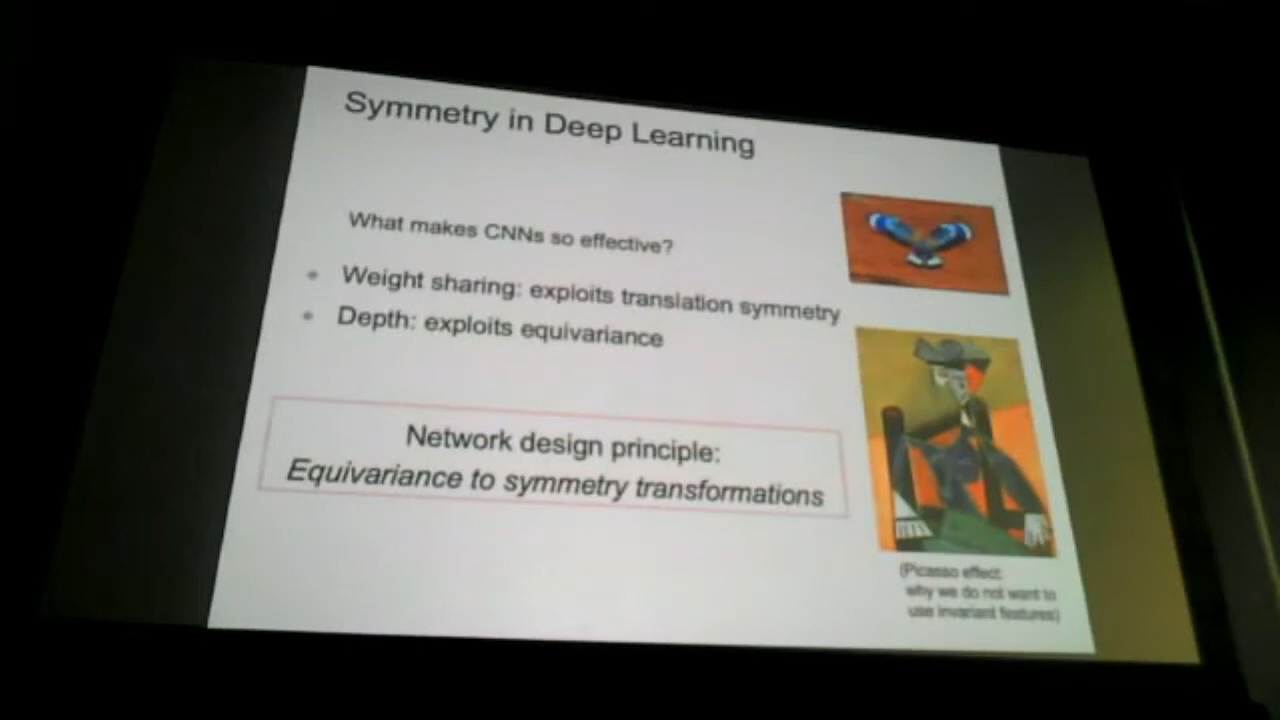 Symmetry in Deep Learning
What makes CNNs so effective?
Weight sharing: exploits translation symmetry
Depth: exploits equivariance
Network design principle:
Equivariance to symmetry transformations
(Picasso effect:
why we do not want to
use invariant features)